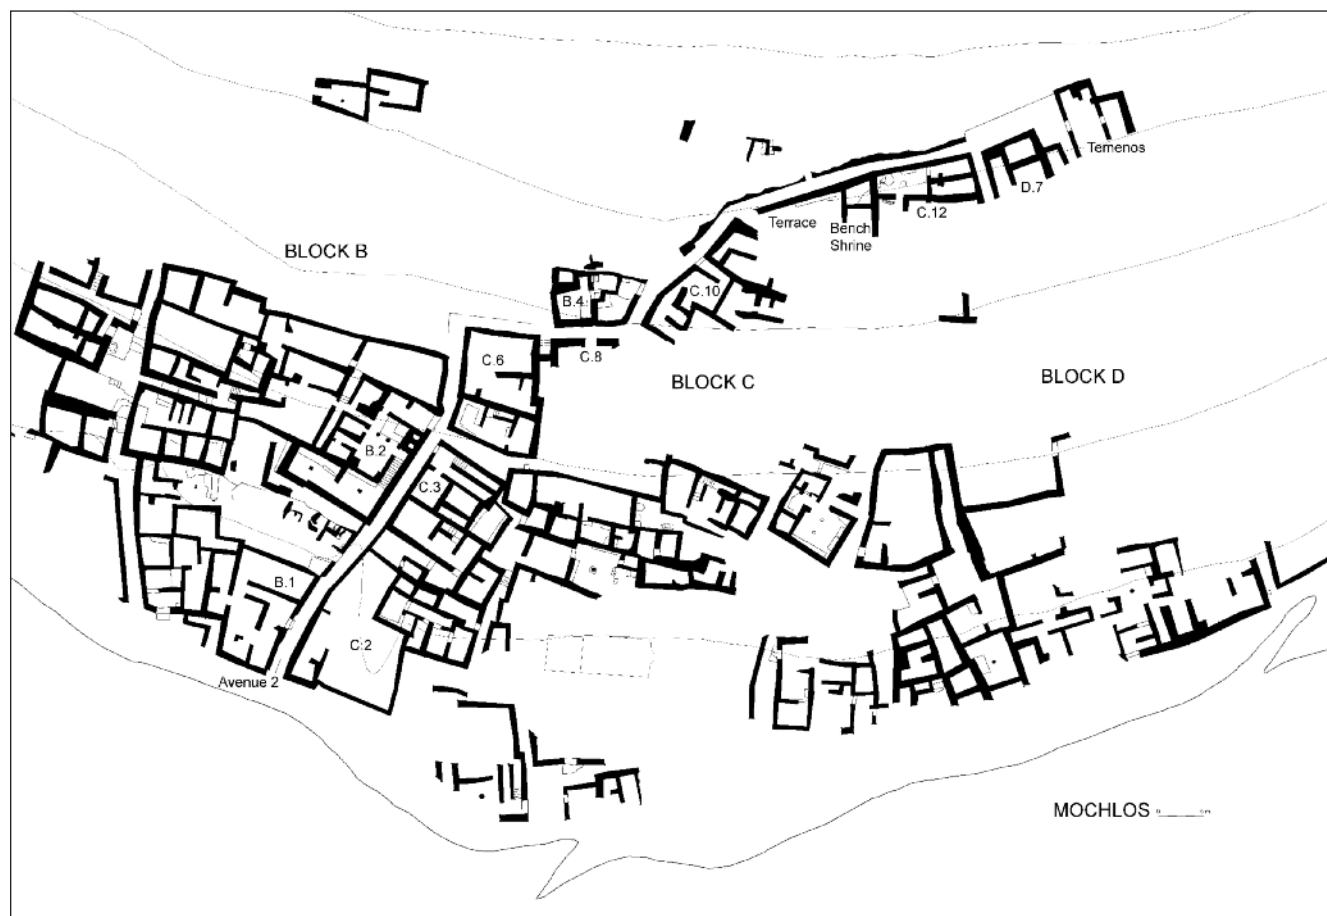 Temenos
D.7
C.12
Terrace
Bench
Shrine
BLOCK B
C.10
B.4
C.8
C.6
BLOCK C
BLOCK D
B.2
C.3
B.1
C.2
Avenue 2
MOCHLOS